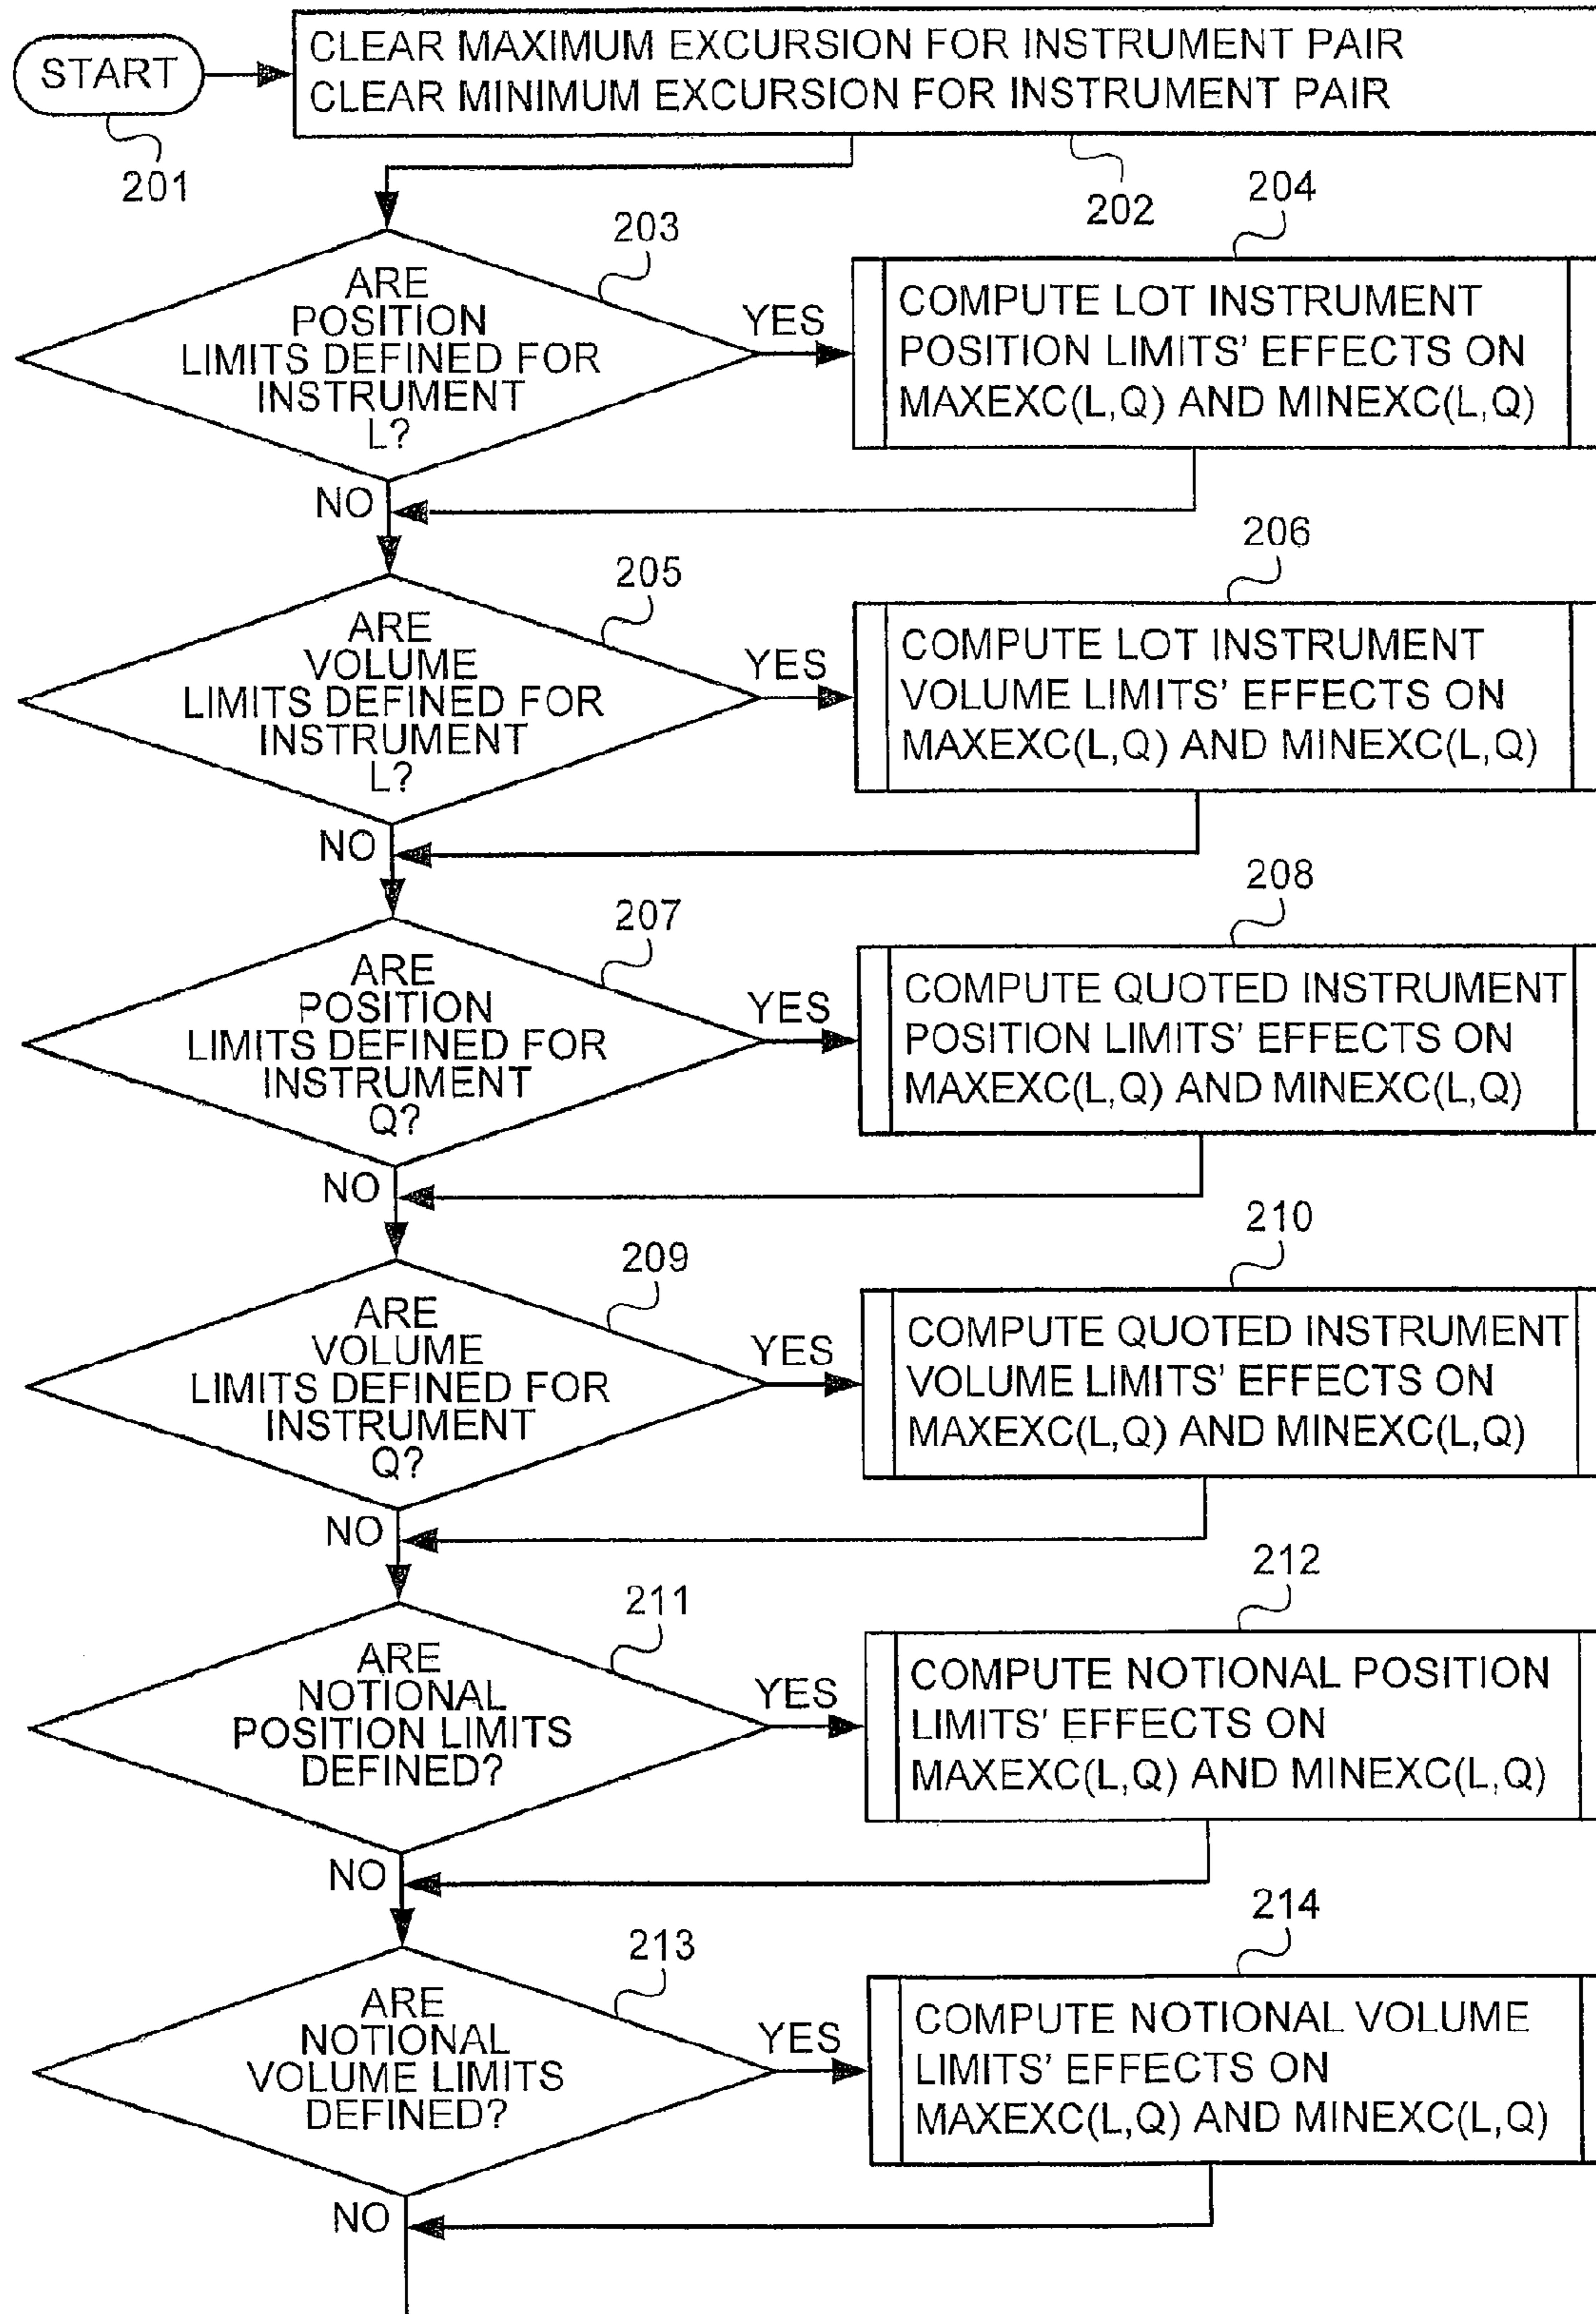 START
CLEAR MAXIMUM EXCURSION FOR INSTRUMENT PAIR
CLEAR MINIMUM EXCURSION FOR INSTRUMENT PAIR
201
202
203
ARE
POSITION
LIMITS DEFINED FOR
INSTRUMENT
L?
YES
NO
204
COMPUTE LOT INSTRUMENT
POSITION LIMITS' EFFECTS ON
MAXEXC(L,Q) AND MINEXC(L,Q)
205
ARE
VOLUME
LIMITS DEFINED FOR
INSTRUMENT
L?
YES
NO
206
COMPUTE LOT INSTRUMENT
VOLUME LIMITS' EFFECTS ON
MAXEXC(L,Q) AND MINEXC(L,Q)
207
ARE
POSITION
LIMITS DEFINED FOR
INSTRUMENT
Q?
YES
NO
208
COMPUTE QUOTED INSTRUMENT
POSITION LIMITS' EFFECTS ON
MAXEXC(L,Q) AND MINEXC(L,Q)
209
ARE
VOLUME
LIMITS DEFINED FOR
INSTRUMENT
Q?
YES
NO
210
COMPUTE QUOTED INSTRUMENT
VOLUME LIMITS' EFFECTS ON
MAXEXC(L,Q) AND MINEXC(L,Q)
211
ARE
NOTIONAL
POSITION LIMITS
DEFINED?
YES
NO
212
COMPUTE NOTIONAL POSITION
LIMITS' EFFECTS ON
MAXEXC(L,Q) AND MINEXC(L,Q)
213
ARE
NOTIONAL
VOLUME LIMITS
DEFINED?
YES
NO
214
COMPUTE NOTIONAL VOLUME
LIMITS' EFFECTS ON
MAXEXC(L,Q) AND MINEXC(L,Q)